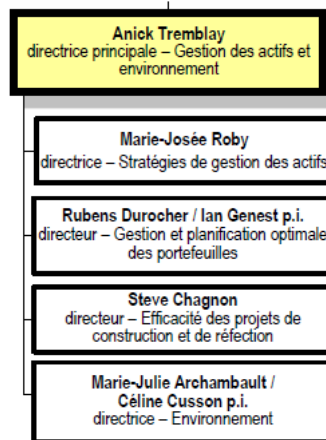 Anick Tremblay
directrice principale – Gestion des actifs et
environnement
Marie-Josée Roby
directrice – Stratégies de gestion des actifs
Rubens Durocher / Ian Genest p.i.
directeur – Gestion et planification optimale
des portefeuilles
Steve Chagnon
directeur – Efficacité des projets de
construction et de réfection
Marie-Julie Archambault /
Céline Cusson p.i.
directrice – Environnement